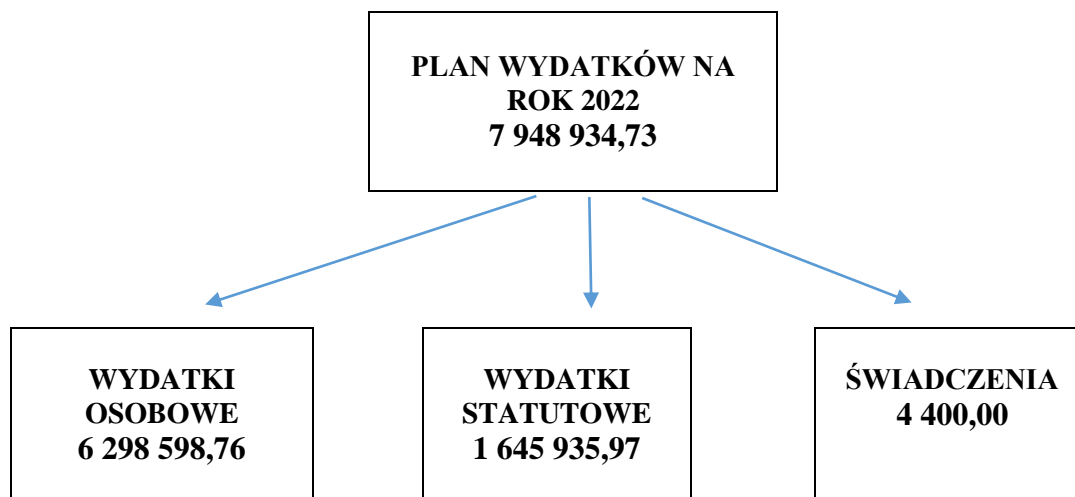 PLAN WYDATKÓW NA
ROK 2022
7 948 934,73
WYDATKI
OSOBOWE
6 298 598,76
WYDATKI
STATUTOWE
1 645 935,97
ŚWIADCZENIA
4 400,00